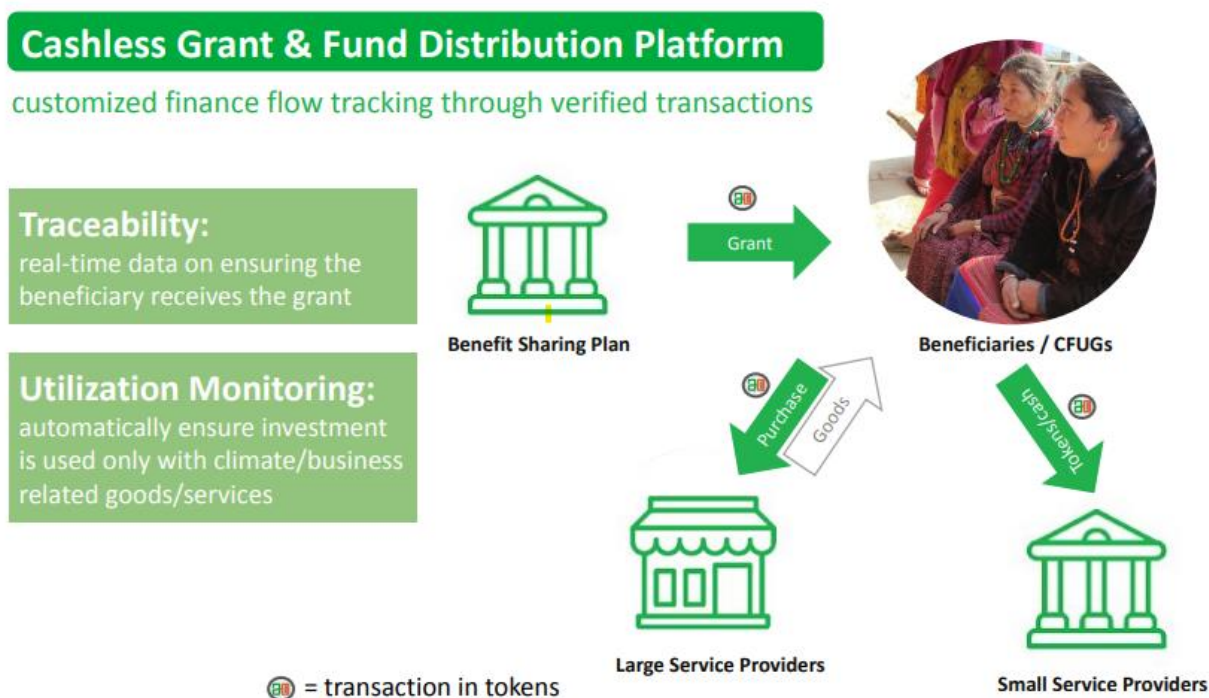 Cashless Grant & Fund Distribution Platform
customized finance flow tracking through verified transactions
Traceability:
real-time data on ensuring the
beneficiary receives the grant
Grant
Benefit Sharing Plan
Beneficiaries / CFUGs
Utilization Monitoring:
automatically ensure investment
is used only with climate/business
related goods/services
Purchase
Goods
Tokens/cash
Large Service Providers
Small Service Providers
= transaction in tokens